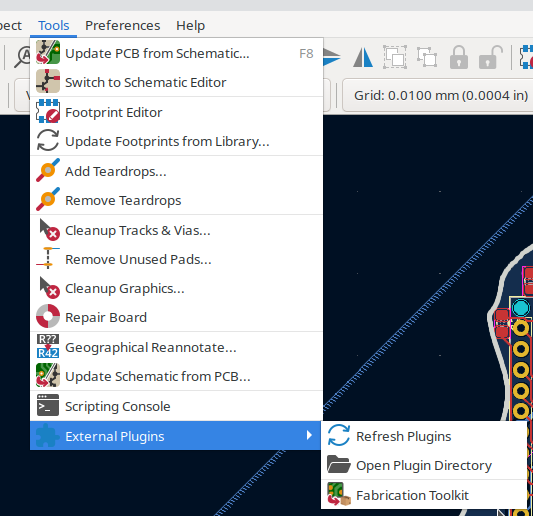 pect Tools Preferences Help
Update PCB from Schematic... F8
Switch to Schematic Editor
Grid: 0.0100 mm (0.0004 in)
Footprint Editor
Update Footprints from Library...
Add Teardrops...
Remove Teardrops
Cleanup Tracks & Vias...
Remove Unused Pads...
Cleanup Graphics...
Repair Board
R??
R42
Geographical Reannotate...
Update Schematic from PCB...
Scripting Console
External Plugins
Refresh Plugins
Open Plugin Directory
Fabrication Toolkit